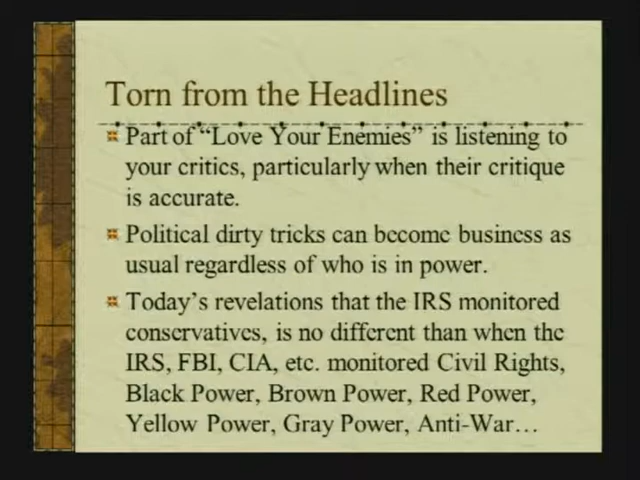 Torn from the Headlines
Part of “Love Your Enemies” is listening to
your critics, particularly when their critique
is accurate.
Political dirty tricks can become business as
usual regardless of who is in power.
Today’s revelations that the IRS monitored
conservatives, is no different than when the
IRS, FBI, CIA, etc. monitored Civil Rights,
Black Power, Brown Power, Red Power,
Yellow Power, Gray Power, Anti-War…